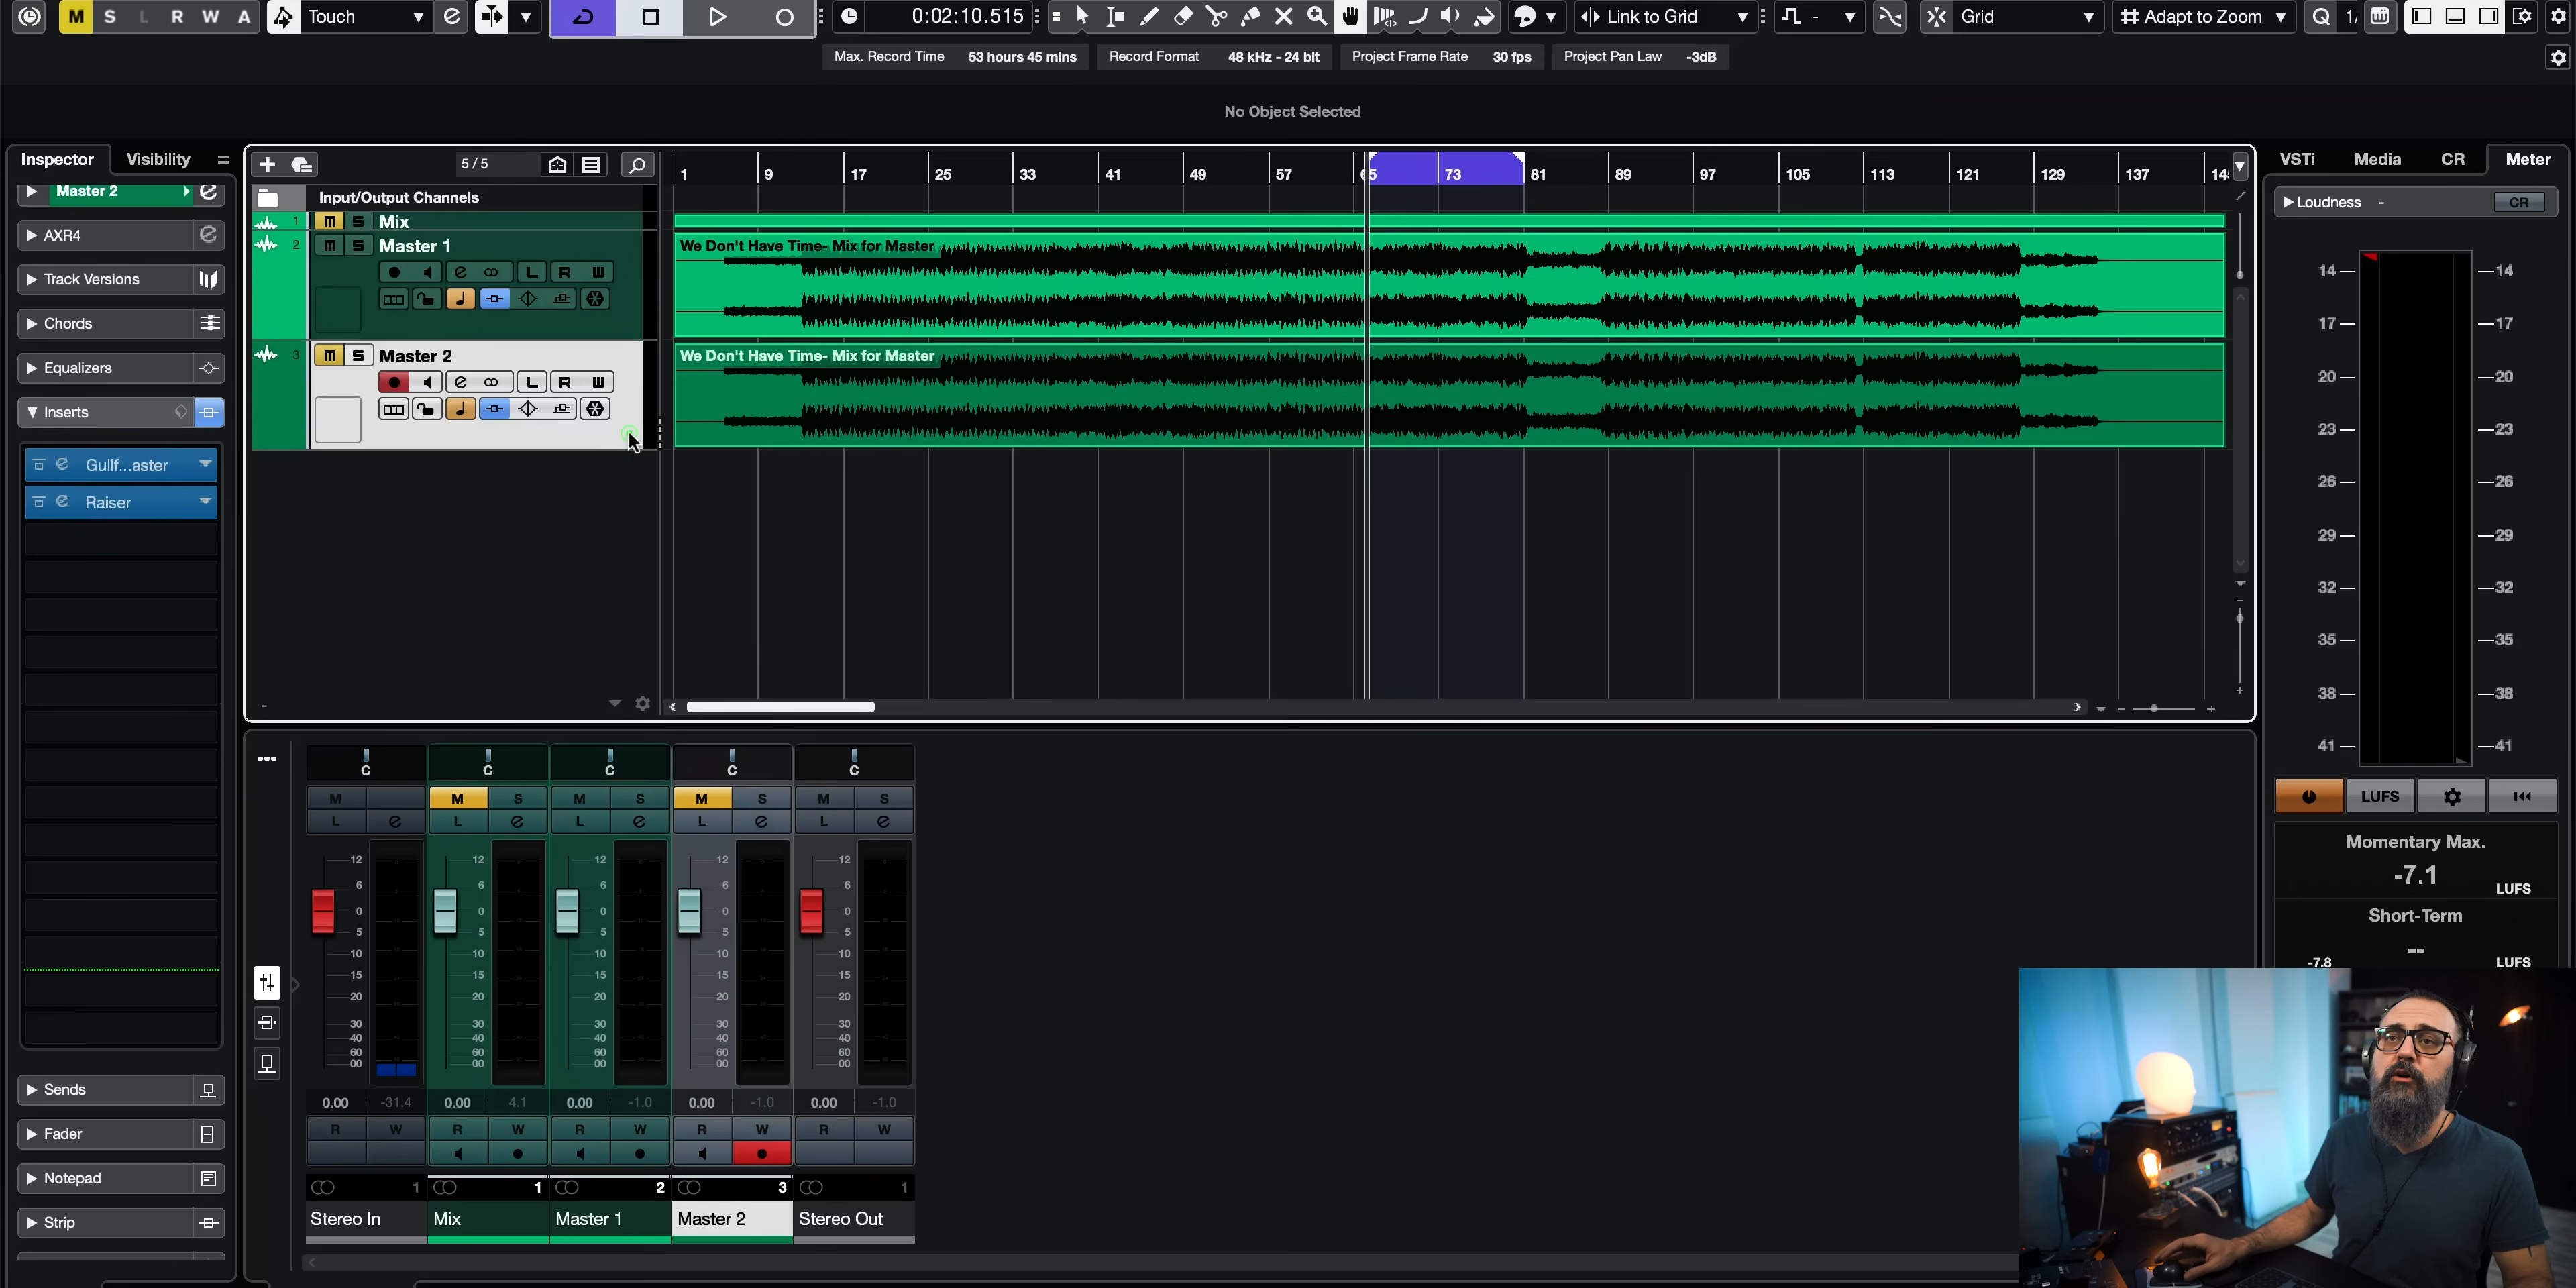 M S L R W A Touch 0:02:10.515 Link to Grid - Grid Adapt to Zoom Q 1/
Max. Record Time 53 hours 45 mins Record Format 48 kHz - 24 bit Project Frame Rate 30 fps Project Pan Law -3dB
No Object Selected
Inspector Visibility
Master 2
AXR4
Track Versions
Chords
Equalizers
Inserts
Gullf...aster
Raiser
Sends
Fader
Notepad
Strip
5 / 5
Input/Output Channels
1 M S Mix
2 M S Master 1
L R W
3 M S Master 2
L R W
1 9 17 25 33 41 49 57 65 73 81 89 97 105 113 121 129 137 14
We Don't Have Time- Mix for Master
We Don't Have Time- Mix for Master
C C C C C
M M S M S M S M S
L L L L L
12 12 12 12 12
6 6 6 6 6
0 0 0 0 0
5 5 5 5 5
10 10 10 10 10
15 15 15 15 15
20 20 20 20 20
30 30 30 30 30
40 40 40 40 40
60 60 60 60 60
00 00 00 00 00
0.00 -31.4 0.00 4.1 0.00 -1.0 0.00 -1.0 0.00 -1.0
R W R W R W R W R W
1 1 2 3 1
Stereo In Mix Master 1 Master 2 Stereo Out
VSTi Media CR Meter
Loudness - CR
14 -14
17 -17
20 -20
23 -23
26 -26
29 -29
32 -32
35 -35
38 -38
41 -41
LUFS
Momentary Max.
-7.1 LUFS
Short-Term
--
-7.8 LUFS